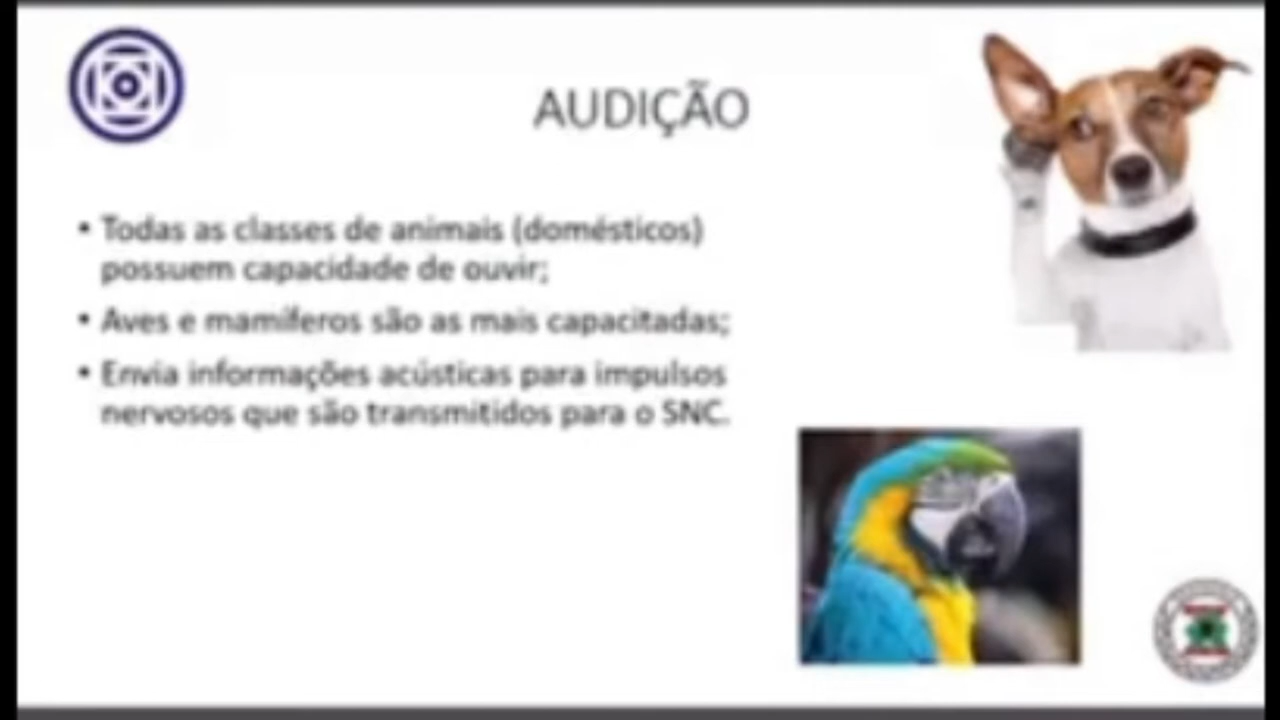 AUDIÇÃO
• Todas as classes de animais (domésticos)
possuem capacidade de ouvir;
• Aves e mamíferos são as mais capacitadas;
• Envia informações acústicas para impulsos
nervosos que são transmitidos para o SNC.